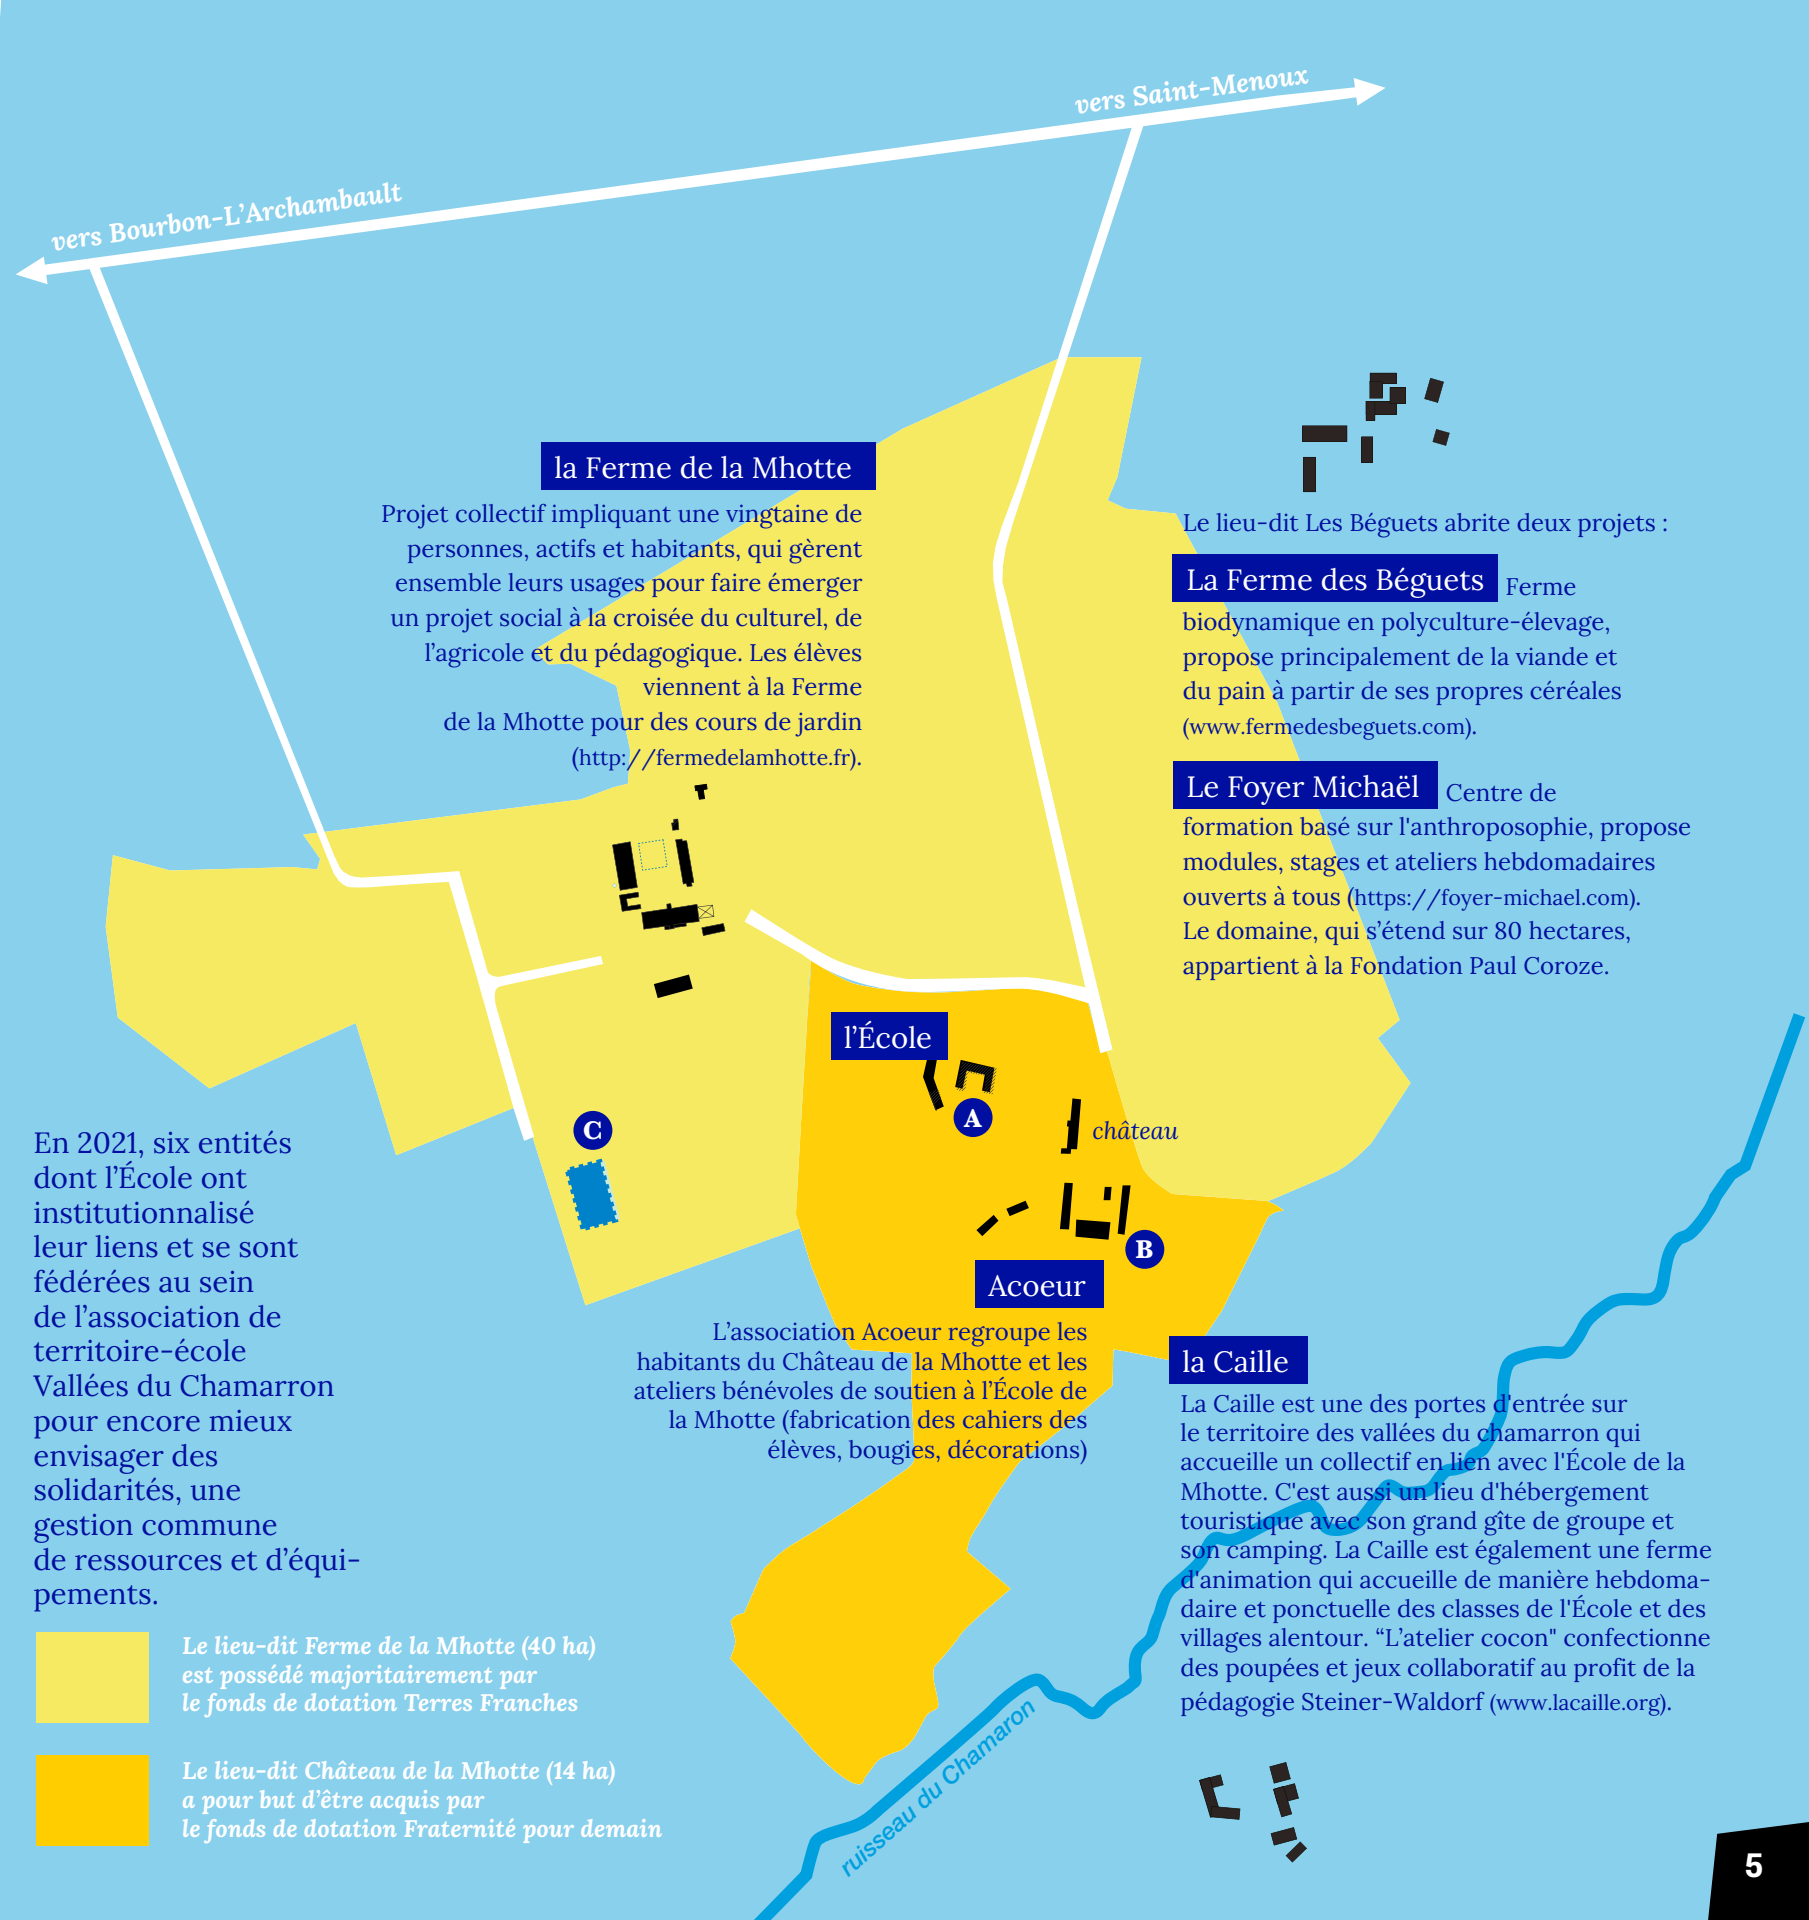 vers Saint-Menoux
vers Bourbon-L’Archambault
la Ferme de la Mhotte
Projet collectif impliquant une vingtaine de
personnes, actifs et habitants, qui gèrent
ensemble leurs usages pour faire émerger
un projet social à la croisée du culturel, de
l’agricole et du pédagogique. Les élèves
viennent à la Ferme
de la Mhotte pour des cours de jardin
(http://fermedelamhotte.fr).
Le lieu-dit Les Béguets abrite deux projets :
La Ferme des Béguets Ferme
biodynamique en polyculture-élevage,
propose principalement de la viande et
du pain à partir de ses propres céréales
(www.fermedesbeguets.com).
Le Foyer Michaël Centre de
formation basé sur l'anthroposophie, propose
modules, stages et ateliers hebdomadaires
ouverts à tous (https://foyer-michael.com).
Le domaine, qui s’étend sur 80 hectares,
appartient à la Fondation Paul Coroze.
l’École
A
château
C
B
En 2021, six entités
dont l’École ont
institutionnalisé
leur liens et se sont
fédérées au sein
de l’association de
territoire-école
Vallées du Chamarron
pour encore mieux
envisager des
solidarités, une
gestion commune
de ressources et d’équi-
pements.
Acoeur
L’association Acoeur regroupe les
habitants du Château de la Mhotte et les
ateliers bénévoles de soutien à l’École de
la Mhotte (fabrication des cahiers des
élèves, bougies, décorations)
la Caille
La Caille est une des portes d'entrée sur
le territoire des vallées du chamarron qui
accueille un collectif en lien avec l'École de la
Mhotte. C'est aussi un lieu d'hébergement
touristique avec son grand gîte de groupe et
son camping. La Caille est également une ferme
d'animation qui accueille de manière hebdoma-
daire et ponctuelle des classes de l'École et des
villages alentour. “L’atelier cocon" confectionne
des poupées et jeux collaboratif au profit de la
pédagogie Steiner-Waldorf (www.lacaille.org).
Le lieu-dit Ferme de la Mhotte (40 ha)
est possédé majoritairement par
le fonds de dotation Terres Franches
Le lieu-dit Château de la Mhotte (14 ha)
a pour but d’être acquis par
le fonds de dotation Fraternité pour demain
ruisseau du Chamaron
5